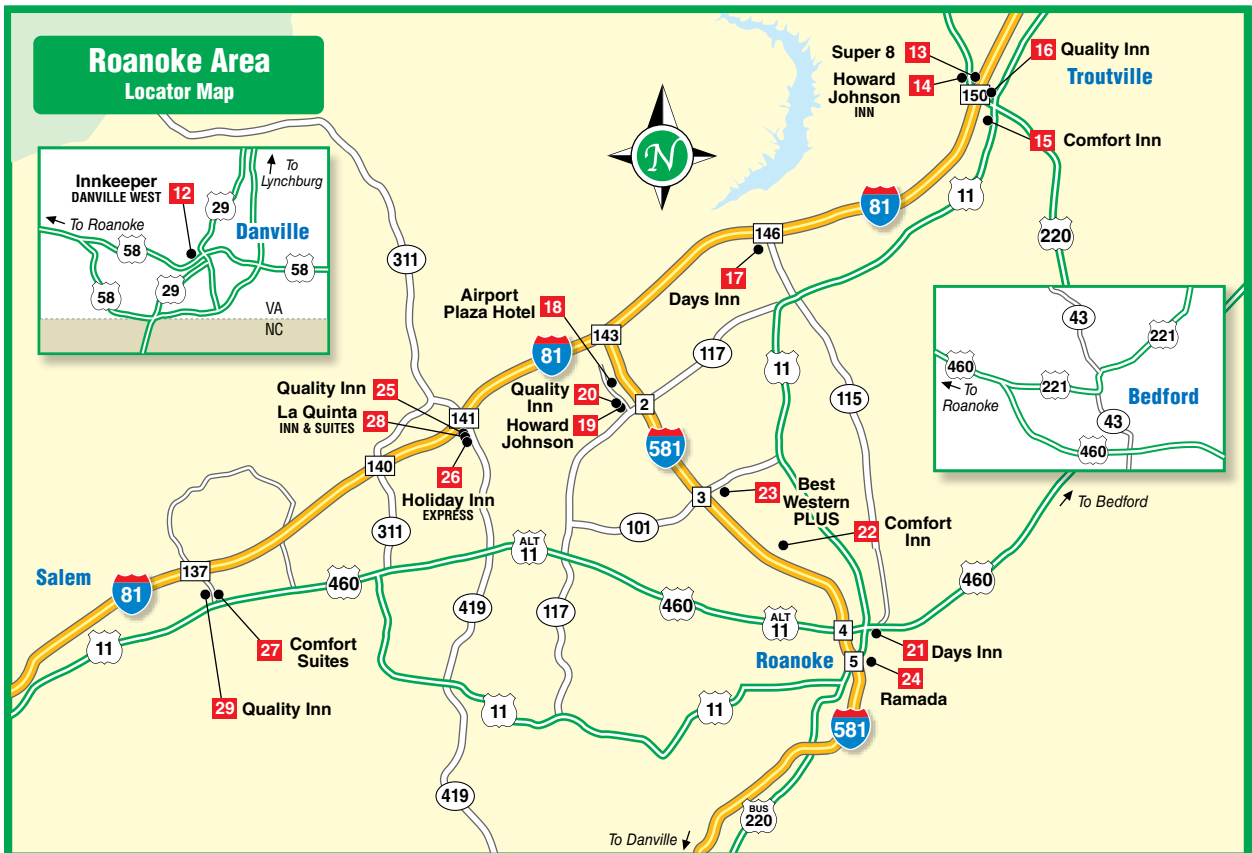 Roanoke Area
Locator Map
N
Innkeeper
DANVILLE WEST
12
To
Lynchburg
29
Danville
To Roanoke
58
58
58
29
VA
NC
Super 8
13
Howard
Johnson
INN
14
16
Quality Inn
Troutville
150
15
Comfort Inn
11
81
220
146
17
Days Inn
311
Airport
Plaza Hotel
18
143
81
117
11
115
43
221
460
221
To
Roanoke
Bedford
43
460
Quality Inn
25
La Quinta
INN & SUITES
28
141
26
Holiday Inn
EXPRESS
140
Quality
Inn
20
Howard
Johnson
19
2
581
3
23
Best
Western
PLUS
To Bedford
101
22
Comfort
Inn
311
ALT
11
Salem
137
81
460
460
460
11
419
117
ALT
11
4
27
Comfort
Suites
29
Quality Inn
Roanoke
5
21
Days Inn
24
Ramada
11
11
581
419
BUS
220
To Danville